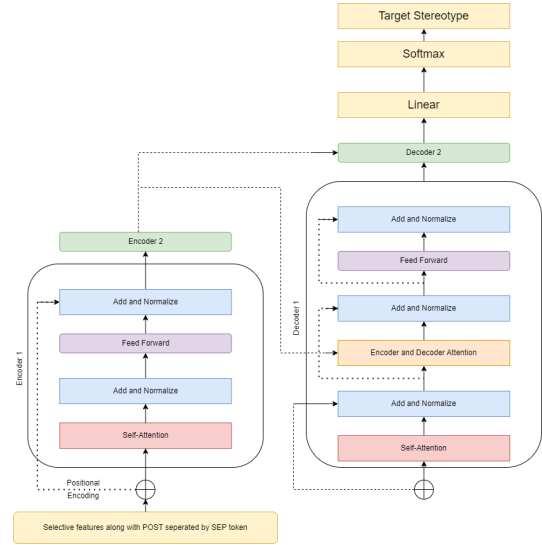 Target Stereotype
Softmax
Linear
Decoder 2
Encoder 2
Encoder 1
Add and Normalize
Feed Forward
Add and Normalize
Self-Attention
Positional
Encoding
Selective features along with POST seperated by SEP token
Decoder 1
Add and Normalize
Feed Forward
Add and Normalize
Encoder and Decoder Attention
Add and Normalize
Self-Attention